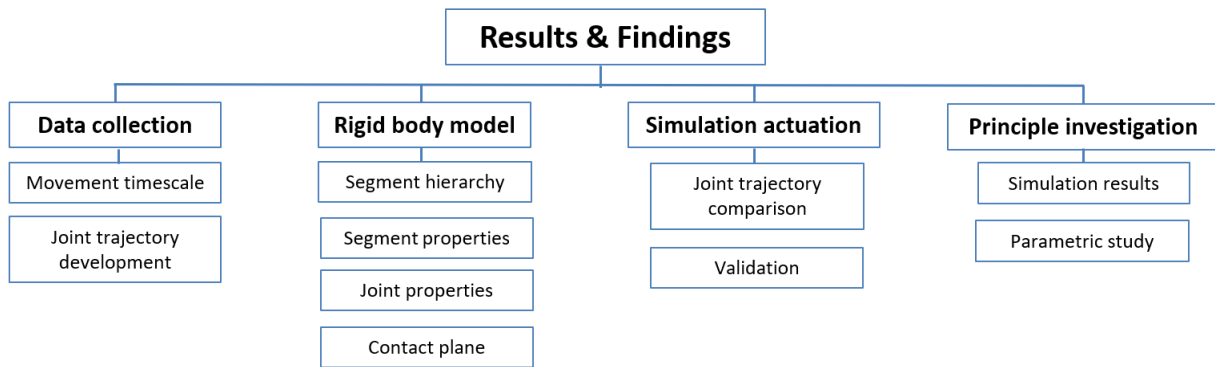 Results & Findings
Data collection
Movement timescale
Joint trajectory
development
Rigid body model
Segment hierarchy
Segment properties
Joint properties
Contact plane
Simulation actuation
Joint trajectory
comparison
Validation
Principle investigation
Simulation results
Parametric study